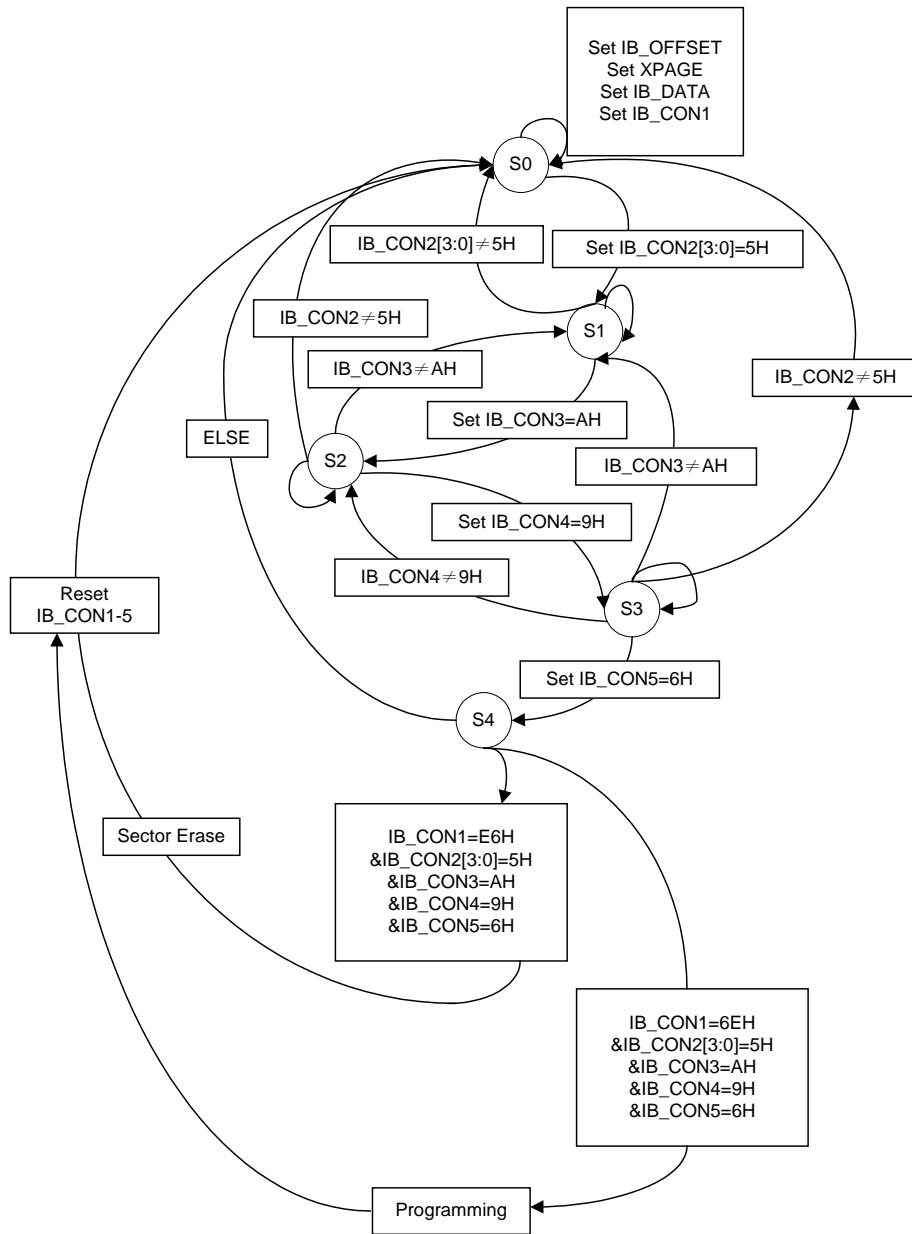 Set IB_OFFSET
Set XPAGE
Set IB_DATA
Set IB_CON1
S0
IB_CON2[3:0]≠5H
Set IB_CON2[3:0]=5H
IB_CON2≠5H
S1
IB_CON3≠AH
IB_CON2≠5H
Set IB_CON3=AH
ELSE
S2
IB_CON3≠AH
Set IB_CON4=9H
IB_CON4≠9H
Reset
IB_CON1-5
S3
Set IB_CON5=6H
S4
Sector Erase
IB_CON1=E6H
&IB_CON2[3:0]=5H
&IB_CON3=AH
&IB_CON4=9H
&IB_CON5=6H
IB_CON1=6EH
&IB_CON2[3:0]=5H
&IB_CON3=AH
&IB_CON4=9H
&IB_CON5=6H
Programming